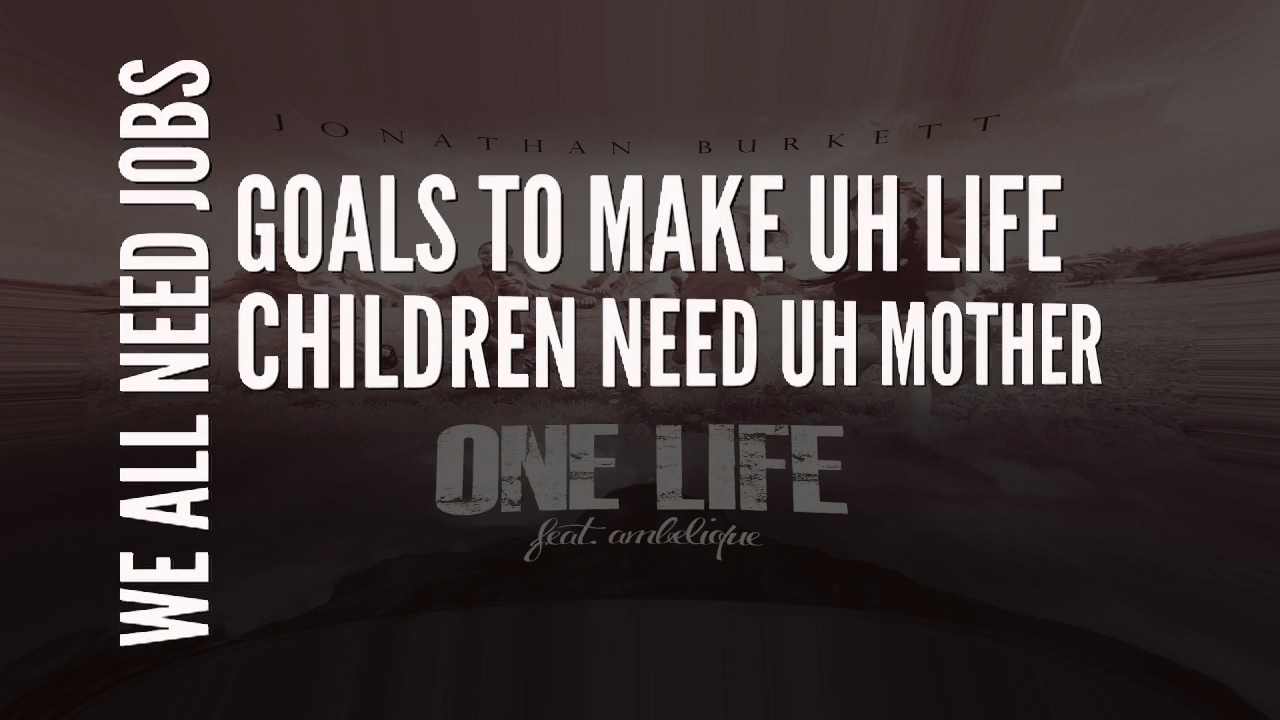 WE ALL NEED JOBS
JONATHAN BURKETT
GOALS TO MAKE UH LIFE
CHILDREN NEED UH MOTHER
ONE LIFE
feat. ambelique